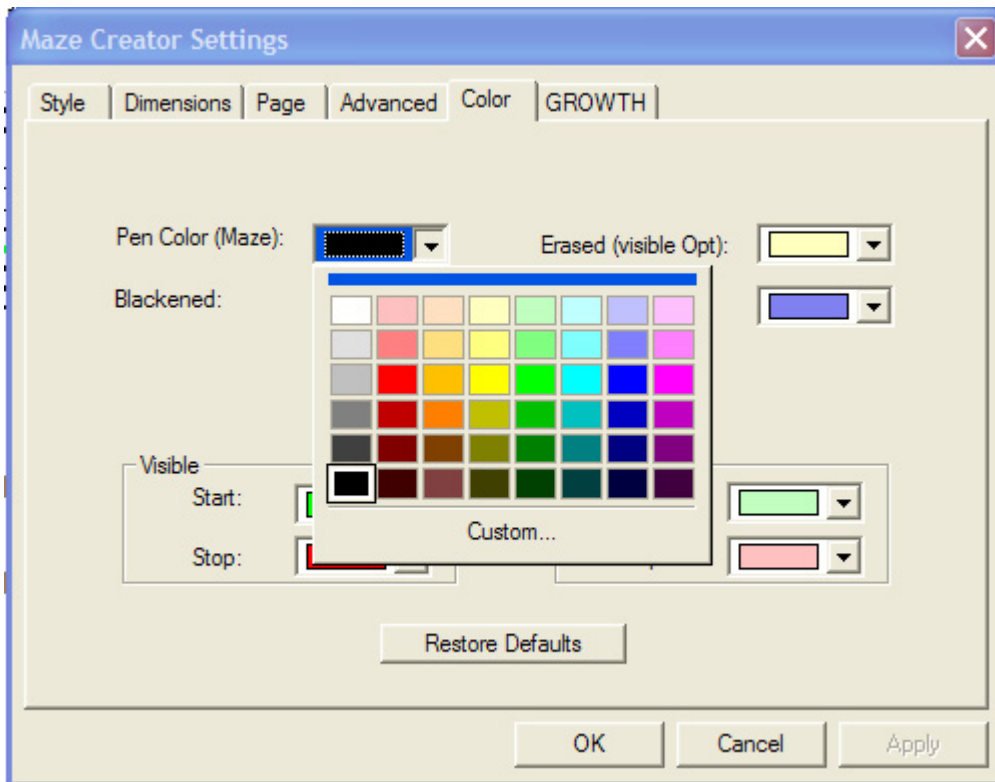 Maze Creator Settings
Style Dimensions Page Advanced Color GROWTH
Pen Color (Maze): Erased (visible Opt):
Blackened:
Visible
Start:
Custom...
Stop:
Restore Defaults
OK Cancel Apply